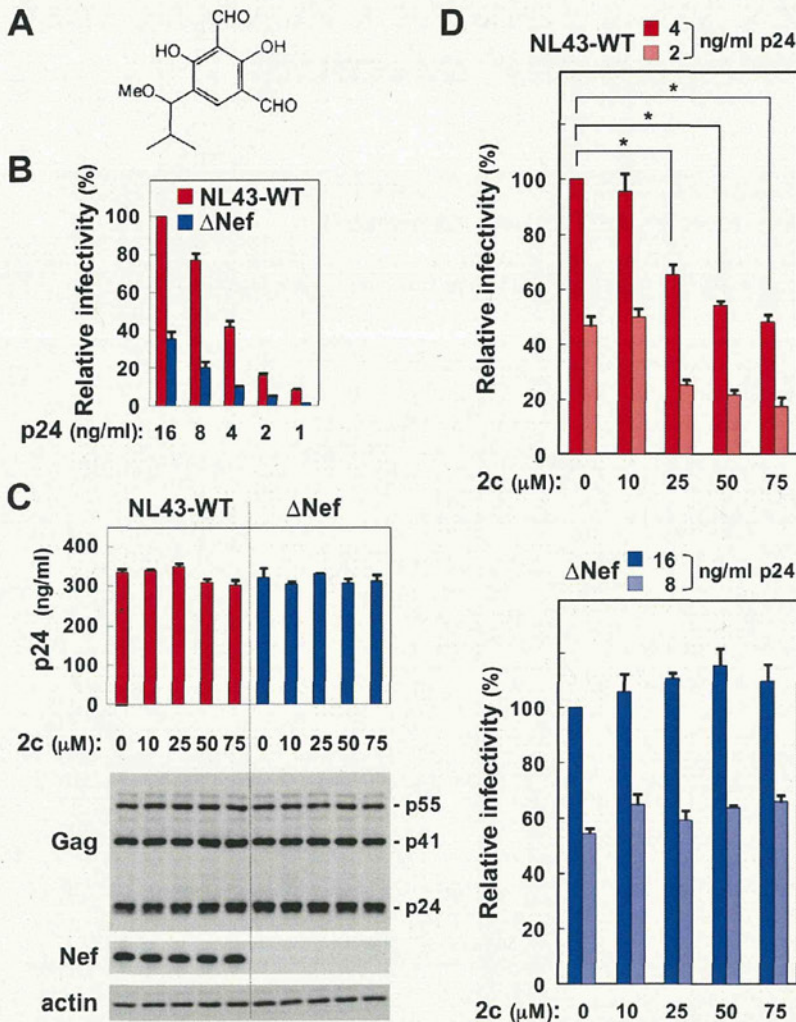 A
CHO
HO
OH
MeO
CHO
B
Relative infectivity (%)
NL43-WT
ΔNef
100
80
60
40
20
0
p24 (ng/ml): 16 8 4 2 1
C
NL43-WT ΔNef
p24 (ng/ml)
400
300
200
100
0
2c (μM): 0 10 25 50 75 0 10 25 50 75
Gag
- p55
- p41
- p24
Nef
actin
D
NL43-WT 4 ng/ml p24
2
Relative infectivity (%)
*
*
*
100
80
60
40
20
0
2c (μM): 0 10 25 50 75
ΔNef 16 ng/ml p24
8
Relative infectivity (%)
100
80
60
40
20
0
2c (μM): 0 10 25 50 75